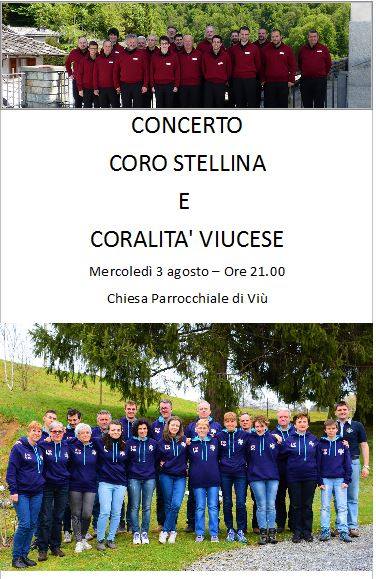 CONCERTO
CORO STELLINA
E
CORALITA' VIUCESE
Mercoledì 3 agosto – Ore 21.00
Chiesa Parrocchiale di Viù